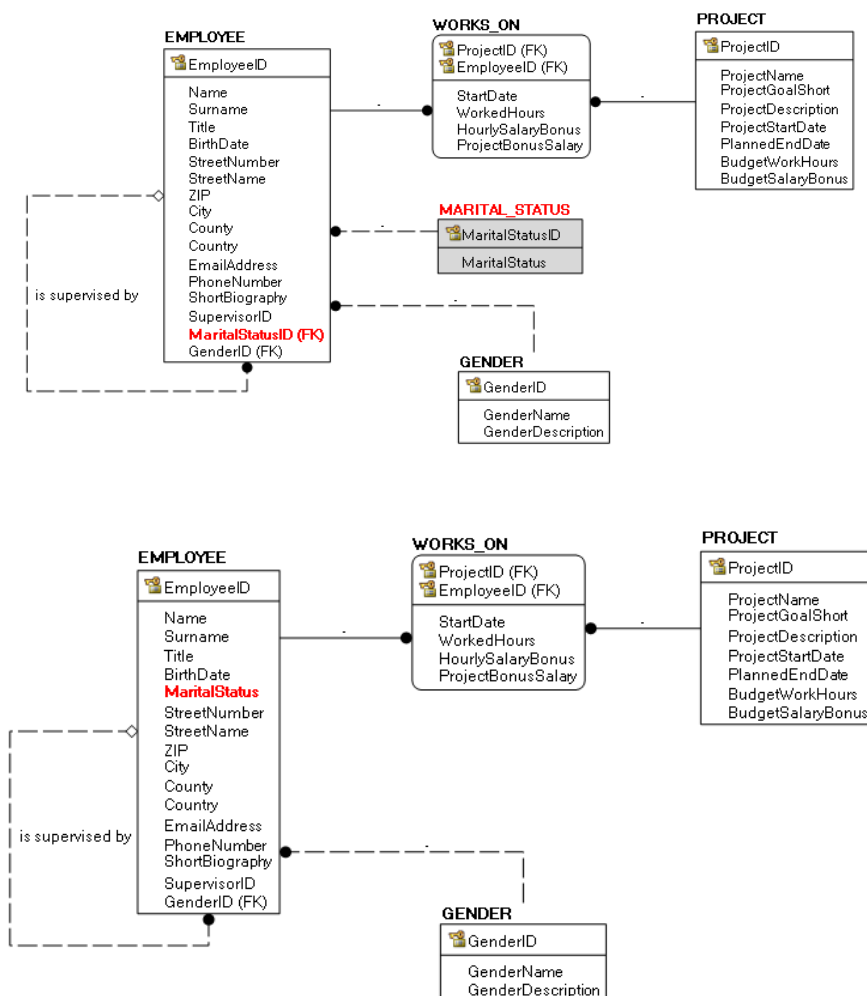 EMPLOYEE
EmployeeID
Name
Surname
Title
BirthDate
StreetNumber
StreetName
ZIP
City
County
Country
EmailAddress
PhoneNumber
ShortBiography
SupervisorID
MaritalStatusID (FK)
GenderID (FK)
is supervised by
WORKS_ON
ProjectID (FK)
EmployeeID (FK)
StartDate
WorkedHours
HourlySalaryBonus
ProjectBonusSalary
PROJECT
ProjectID
ProjectName
ProjectGoalShort
ProjectDescription
ProjectStartDate
PlannedEndDate
BudgetWorkHours
BudgetSalaryBonus
MARITAL_STATUS
MaritalStatusID
MaritalStatus
GENDER
GenderID
GenderName
GenderDescription
EMPLOYEE
EmployeeID
Name
Surname
Title
BirthDate
MaritalStatus
StreetNumber
StreetName
ZIP
City
County
Country
EmailAddress
PhoneNumber
ShortBiography
SupervisorID
GenderID (FK)
is supervised by
WORKS_ON
ProjectID (FK)
EmployeeID (FK)
StartDate
WorkedHours
HourlySalaryBonus
ProjectBonusSalary
PROJECT
ProjectID
ProjectName
ProjectGoalShort
ProjectDescription
ProjectStartDate
PlannedEndDate
BudgetWorkHours
BudgetSalaryBonus
GENDER
GenderID
GenderName
GenderDescription